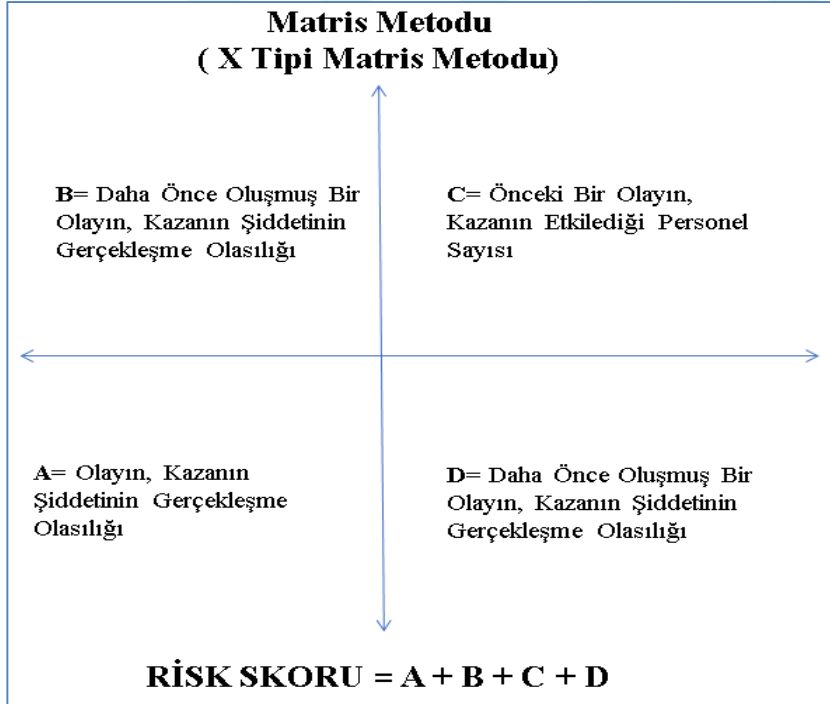 Matris Metodu
( X Tipi Matris Metodu)
B= Daha Önce Oluşmuş Bir
Olayın, Kazanın Şiddetinin
Gerçekleşme Olasılığı
C= Önceki Bir Olayın,
Kazanın Etkilediği Personel
Sayısı
A= Olayın, Kazanın
Şiddetinin Gerçekleşme
Olasılığı
D= Daha Önce Oluşmuş Bir
Olayın, Kazanın Şiddetinin
Gerçekleşme Olasılığı
RİSK SKORU = A + B + C + D